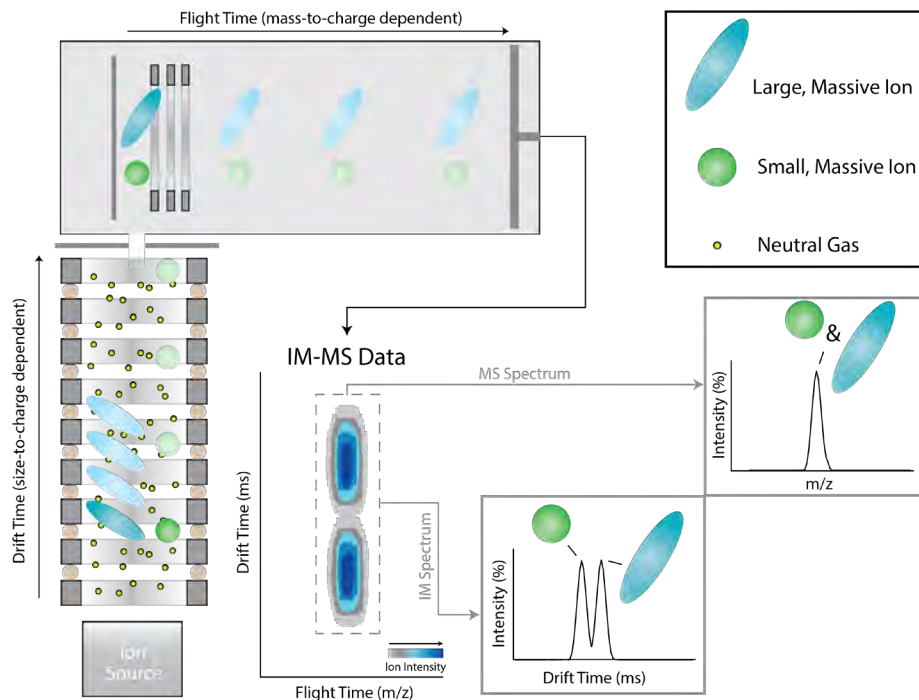 Flight Time (mass-to-charge dependent)
Large, Massive Ion
Small, Massive Ion
Neutral Gas
Drift Time (size-to-charge dependent)
IM-MS Data
MS Spectrum
&
Intensity (%)
m/z
Drift Time (ms)
IM Spectrum
Intensity (%)
Drift Time (ms)
Ion Intensity
Flight Time (m/z)
Ion
Source